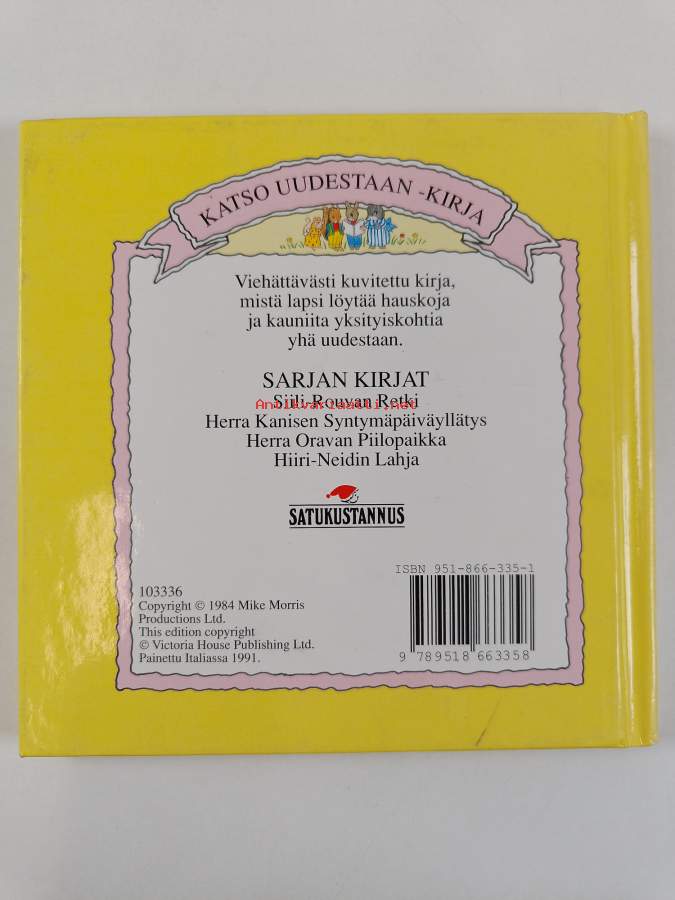 KATSO UUDESTAAN -KIRJA
Viehättävästi kuvitettu kirja,
mistä lapsi löytää hauskoja
ja kauniita yksityiskohtia
yhä uudestaan.
SARJAN KIRJAT
Siili-Rouvan Retki
Antikvariaatti.net
Herra Kanisen Syntymäpäiväyllätys
Herra Oravan Piilopaikka
Hiiri-Neidin Lahja
SATUKUSTANNUS
ISBN 951-866-335-1
9 789518 663358
103336
Copyright © 1984 Mike Morris
Productions Ltd.
This edition copyright
© Victoria House Publishing Ltd.
Painettu Italiassa 1991.